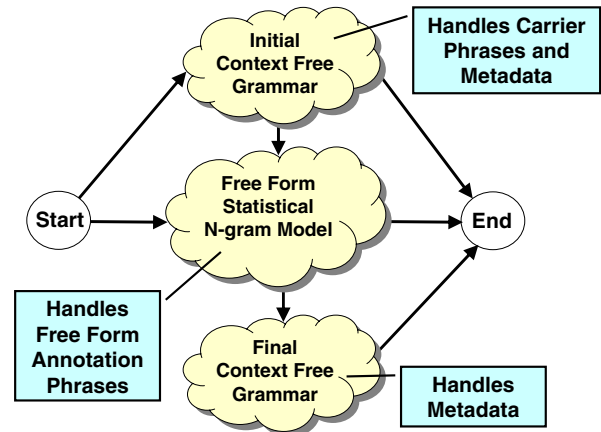 Initial
Context Free
Grammar
Handles Carrier
Phrases and
Metadata
Start
Free Form
Statistical
N-gram Model
End
Handles
Free Form
Annotation
Phrases
Final
Context Free
Grammar
Handles
Metadata